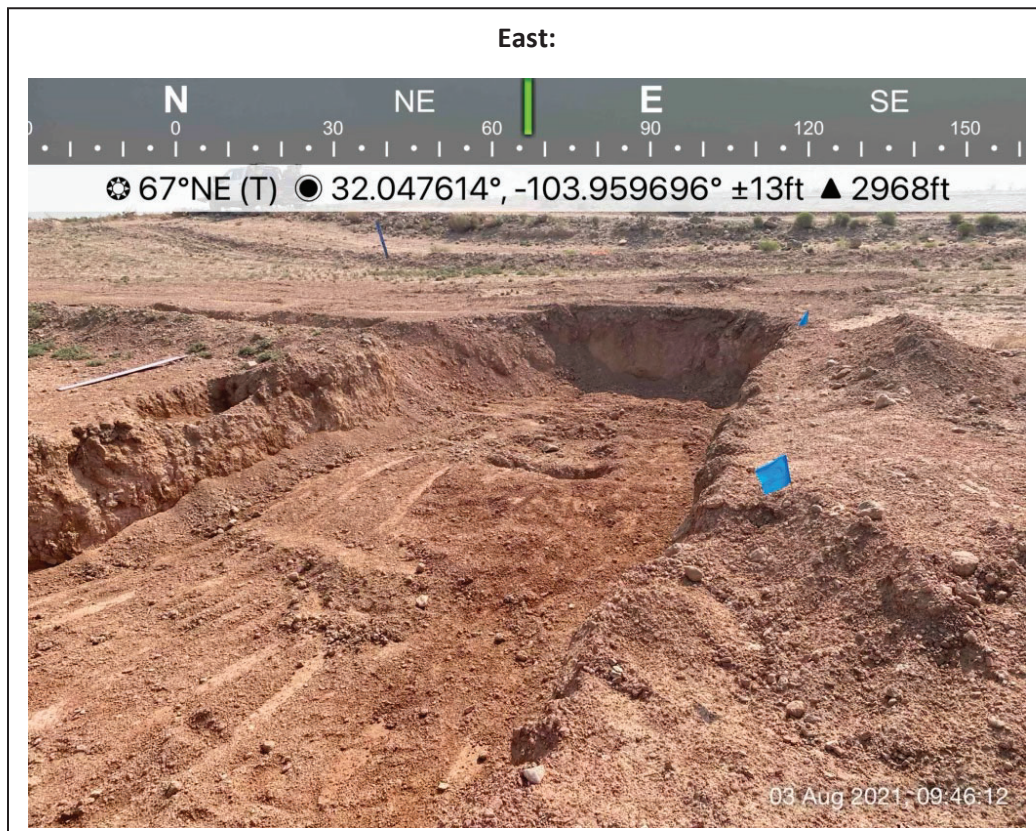 East:
N NE E SE
0 30 60 90 120 150
67°NE (T) 32.047614°, -103.959696° ±13ft ▲ 2968ft
03 Aug 2021, 09:46:12